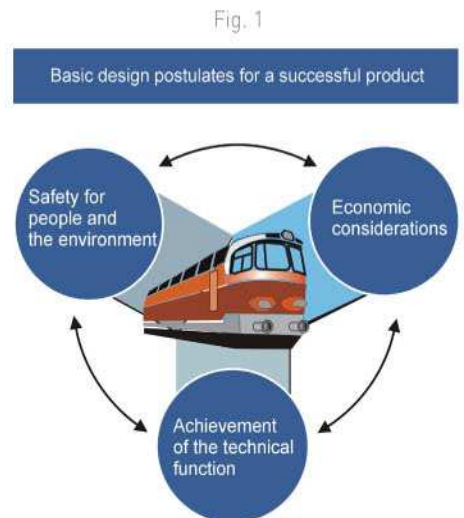 Fig. 1
Basic design postulates for a successful product
Safety for
people and
the environment
Economic
considerations
Achievement
of the technical
function